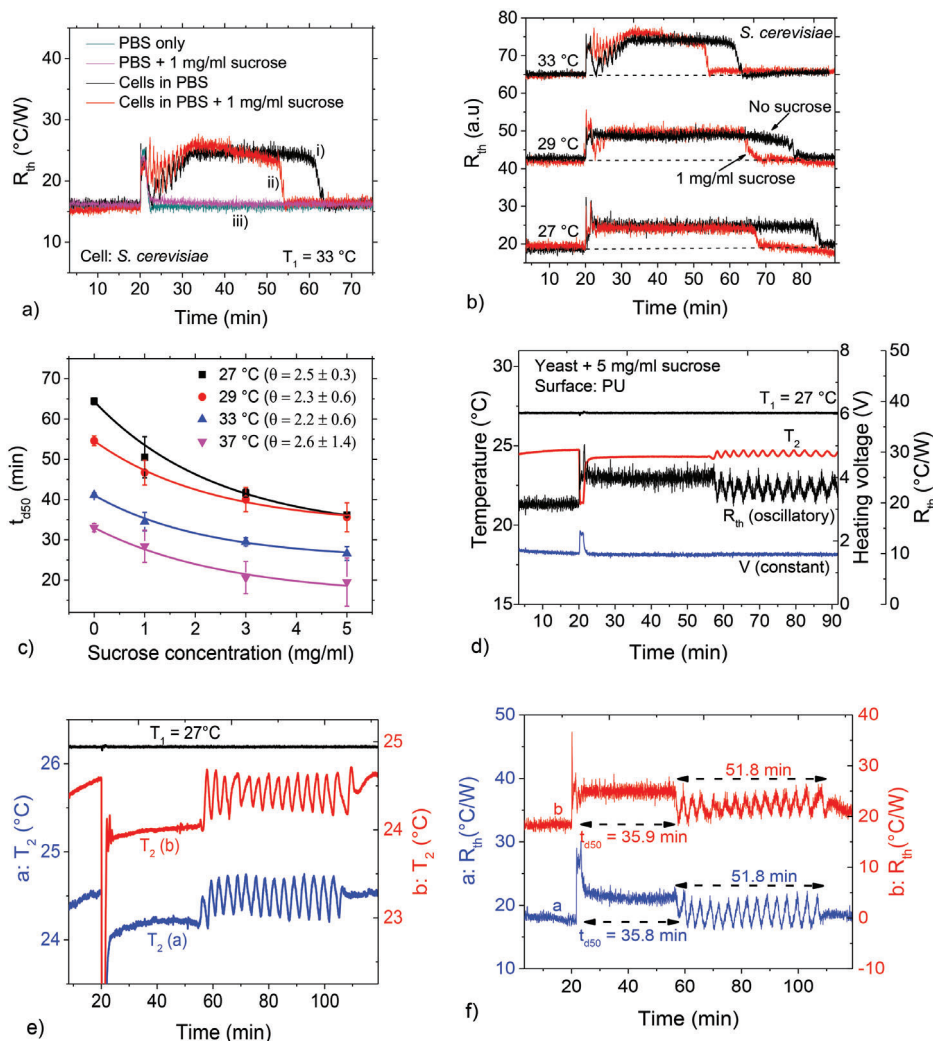 PBS only
PBS + 1 mg/ml sucrose
Cells in PBS
Cells in PBS + 1 mg/ml sucrose
40
30
20
10
R_th (°C/W)
i)
ii)
iii)
Cell: S. cerevisiae
T_1 = 33 °C
10 20 30 40 50 60 70
Time (min)
a)
S. cerevisiae
80
70
60
50
40
30
20
R_th (a.u)
33 °C
No sucrose
29 °C
1 mg/ml sucrose
27 °C
10 20 30 40 50 60 70 80
Time (min)
b)
27 °C (θ = 2.5 ± 0.3)
29 °C (θ = 2.3 ± 0.6)
33 °C (θ = 2.2 ± 0.6)
37 °C (θ = 2.6 ± 1.4)
70
60
50
40
30
20
t_d50 (min)
0 1 2 3 4 5
Sucrose concentration (mg/ml)
c)
Yeast + 5 mg/ml sucrose
Surface: PU
T_1 = 27 °C
T_2
R_th (oscillatory)
V (constant)
27
25
23
21
19
17
15
Temperature (°C)
8
6
4
2
0
Heating voltage (V)
50
40
30
20
10
0
R_th (°C/W)
10 20 30 40 50 60 70 80 90
Time (min)
d)
T_1 = 27°C
26
25
24
a: T_2 (°C)
T_2 (b)
T_2 (a)
25
24
23
b: T_2 (°C)
20 40 60 80 100
Time (min)
e)
50
40
30
20
10
a: R_th (°C/W)
51.8 min
b
t_d50 = 35.9 min
51.8 min
a
t_d50 = 35.8 min
40
30
20
10
0
-10
b: R_th (°C/W)
20 40 60 80 100
Time (min)
f)